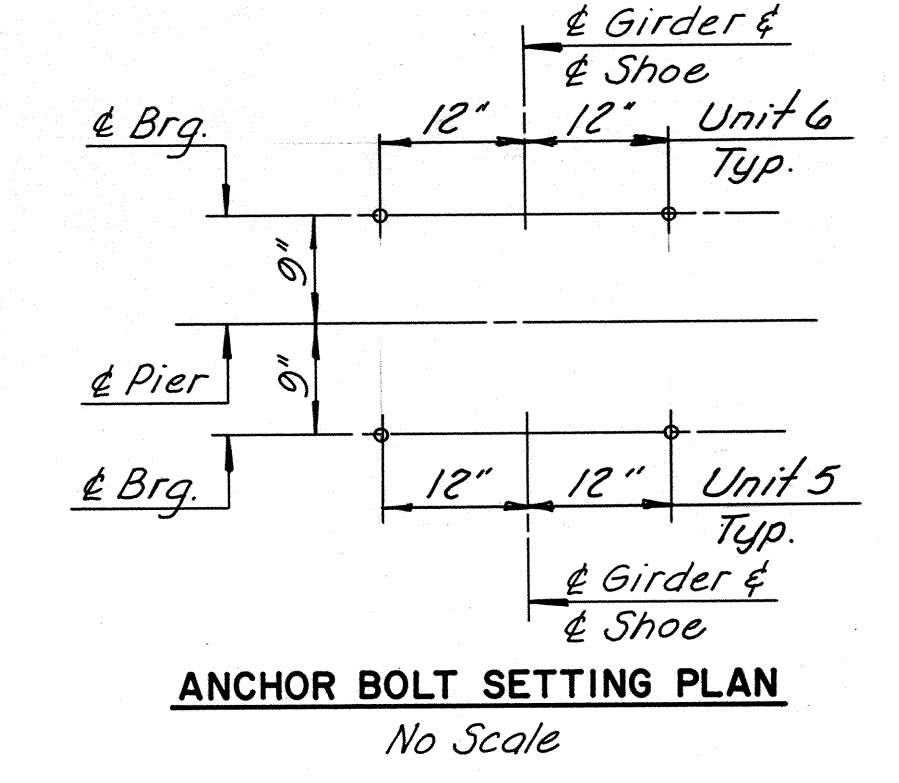 ℄ Girder &
℄ Shoe
℄ Brg.
12" 12" Unit 6
Typ.
9"
℄ Pier
9"
℄ Brg.
12" 12" Unit 5
Typ.
℄ Girder &
℄ Shoe
ANCHOR BOLT SETTING PLAN
No Scale